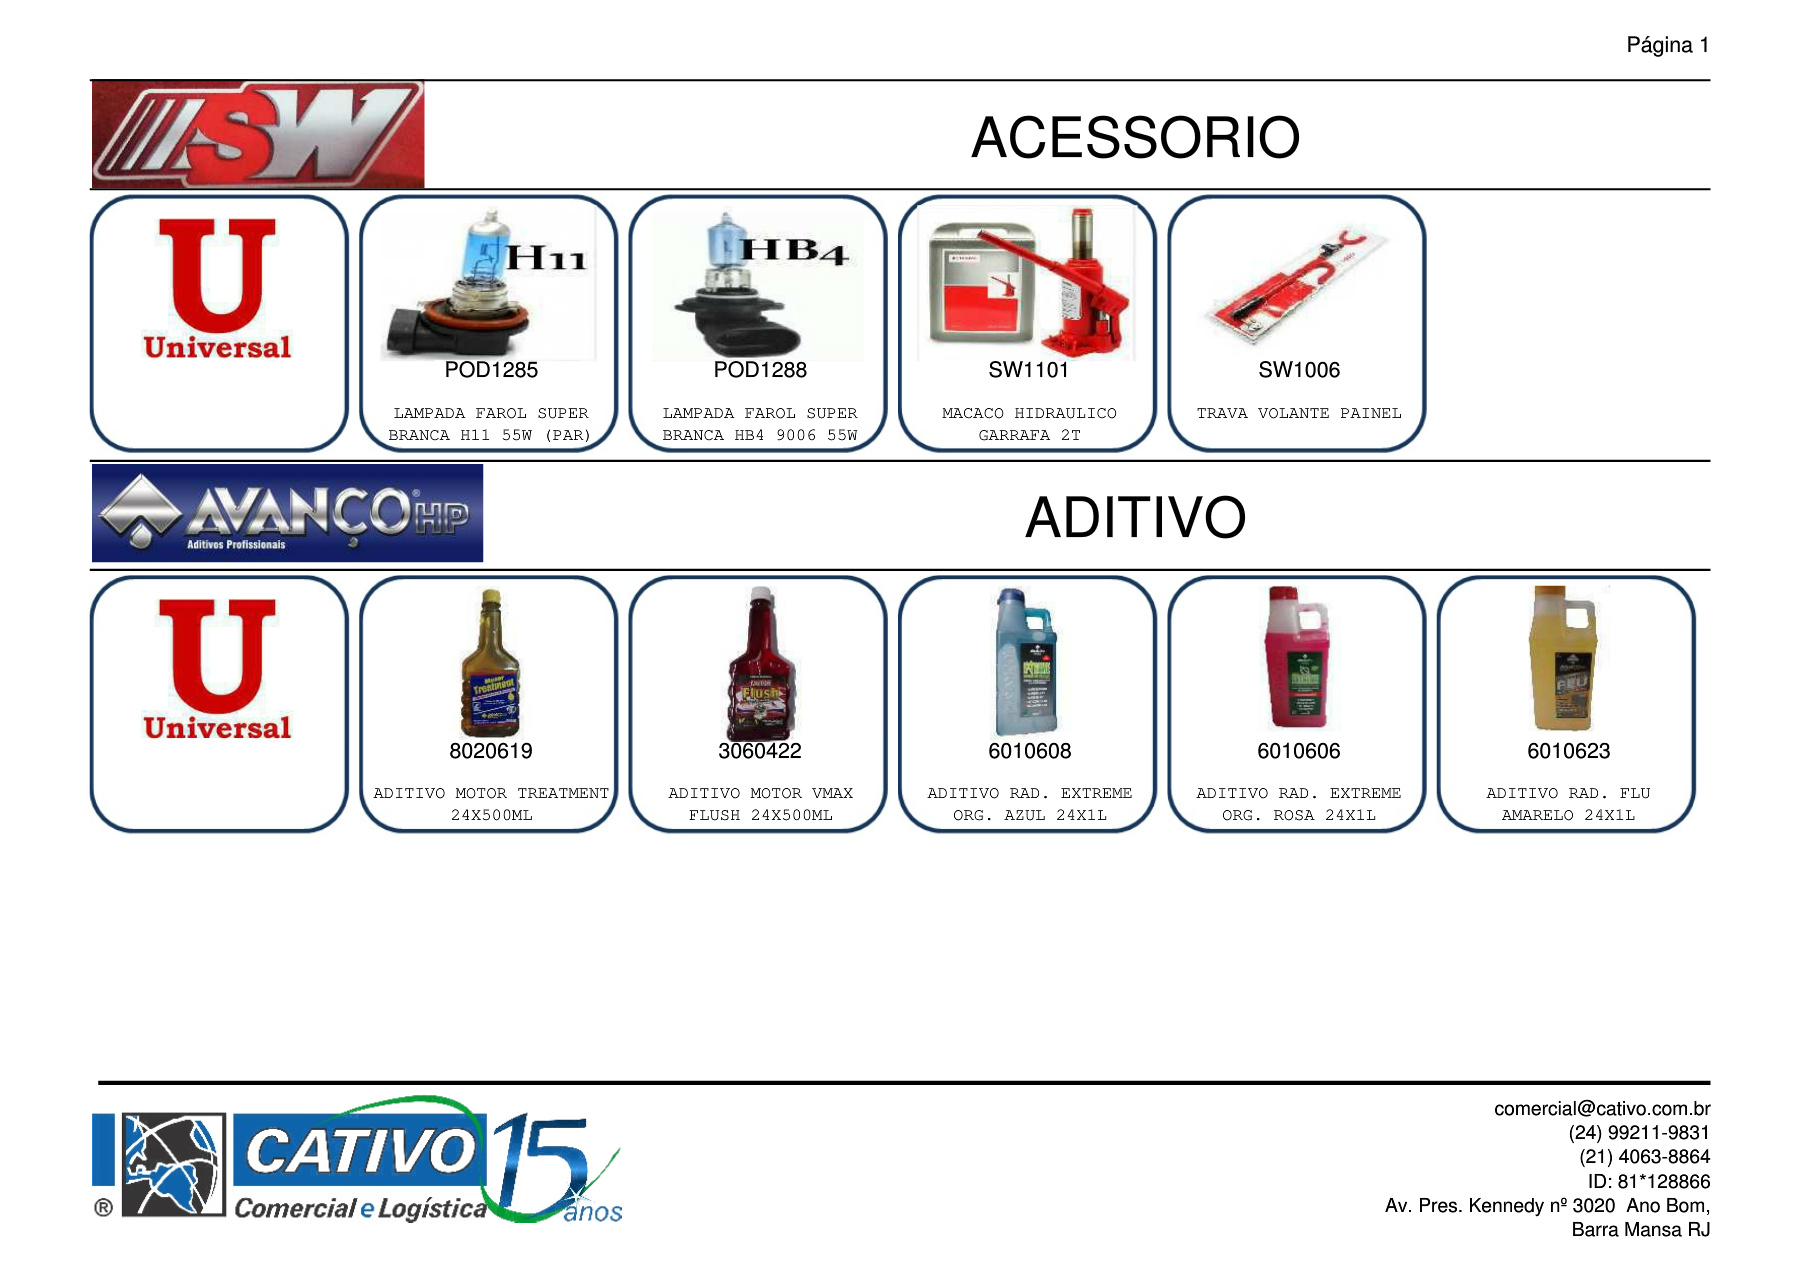 Página 1
SW
ACESSORIO
U
Universal
H11
POD1285
LAMPADA FAROL SUPER
BRANCA H11 55W (PAR)
HB4
POD1288
LAMPADA FAROL SUPER
BRANCA HB4 9006 55W
SW1101
MACACO HIDRAULICO
GARRAFA 2T
SW1006
TRAVA VOLANTE PAINEL
AVANÇO® HP
Aditivos Profissionais
ADITIVO
U
Universal
Motor
Treatment
8020619
ADITIVO MOTOR TREATMENT
24X500ML
Flush
3060422
ADITIVO MOTOR VMAX
FLUSH 24X500ML
6010608
ADITIVO RAD. EXTREME
ORG. AZUL 24X1L
6010606
ADITIVO RAD. EXTREME
ORG. ROSA 24X1L
6010623
ADITIVO RAD. FLU
AMARELO 24X1L
CATIVO 15
® Comercial e Logística anos
comercial@cativo.com.br
(24) 99211-9831
(21) 4063-8864
ID: 81*128866
Av. Pres. Kennedy nº 3020  Ano Bom,
Barra Mansa RJ